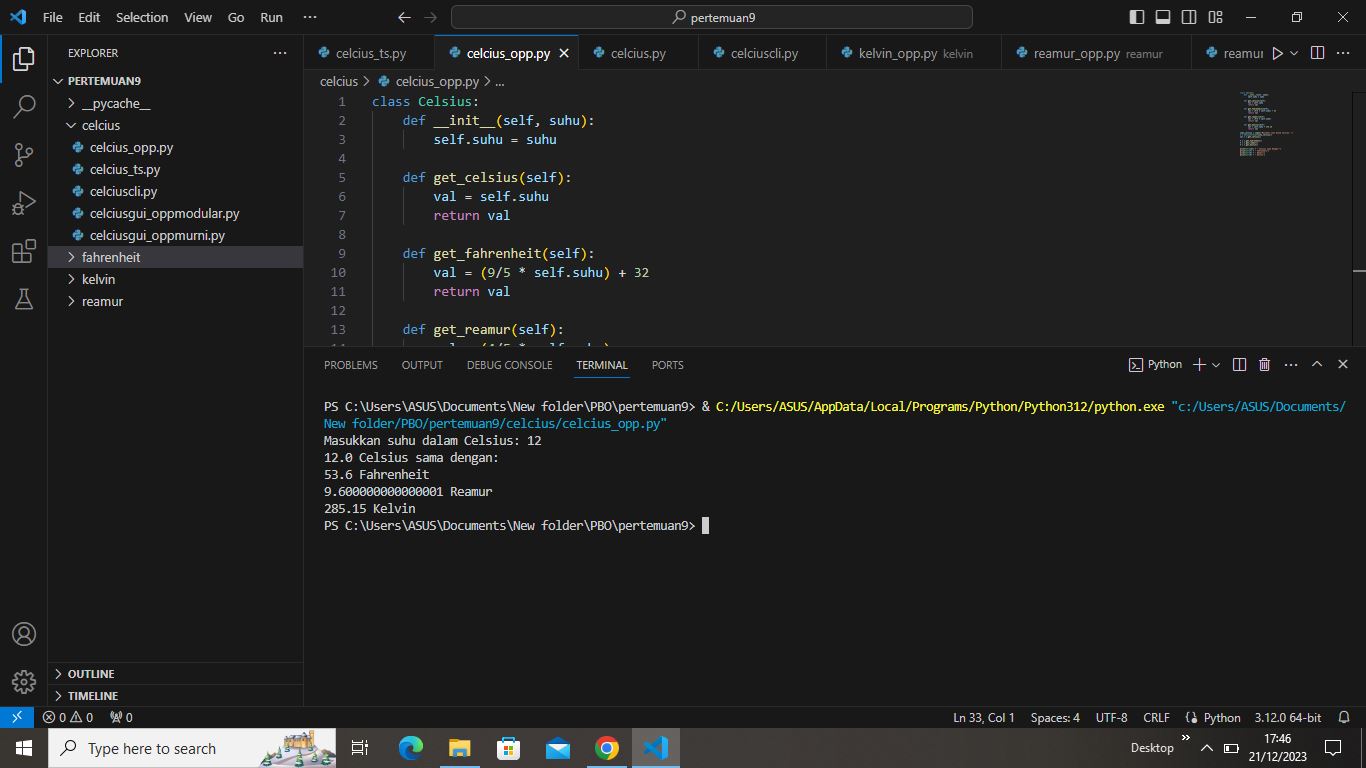 File Edit Selection View Go Run ···
pertemuan9
EXPLORER
PERTEMUAN9
__pycache__
celcius
celcius_opp.py
celcius_ts.py
celciuscli.py
celciusgui_oppmodular.py
celciusgui_oppmurni.py
fahrenheit
kelvin
reamur
OUTLINE
TIMELINE
celcius_ts.py celcius_opp.py celcius.py celciuscli.py kelvin_opp.py kelvin reamur_opp.py reamur reamur
celcius > celcius_opp.py > ...
1 class Celsius:
2 def __init__(self, suhu):
3 self.suhu = suhu
4
5 def get_celsius(self):
6 val = self.suhu
7 return val
8
9 def get_fahrenheit(self):
10 val = (9/5 * self.suhu) + 32
11 return val
12
13 def get_reamur(self):
PROBLEMS OUTPUT DEBUG CONSOLE TERMINAL PORTS
Python
PS C:\Users\ASUS\Documents\New folder\PBO\pertemuan9> & C:/Users/ASUS/AppData/Local/Programs/Python/Python312/python.exe "c:/Users/ASUS/Documents/
New folder/PBO/pertemuan9/celcius/celcius_opp.py"
Masukkan suhu dalam Celsius: 12
12.0 Celsius sama dengan:
53.6 Fahrenheit
9.600000000000001 Reamur
285.15 Kelvin
PS C:\Users\ASUS\Documents\New folder\PBO\pertemuan9>
0 0 0
Ln 33, Col 1 Spaces: 4 UTF-8 CRLF Python 3.12.0 64-bit
Type here to search
Desktop
17:46
21/12/2023